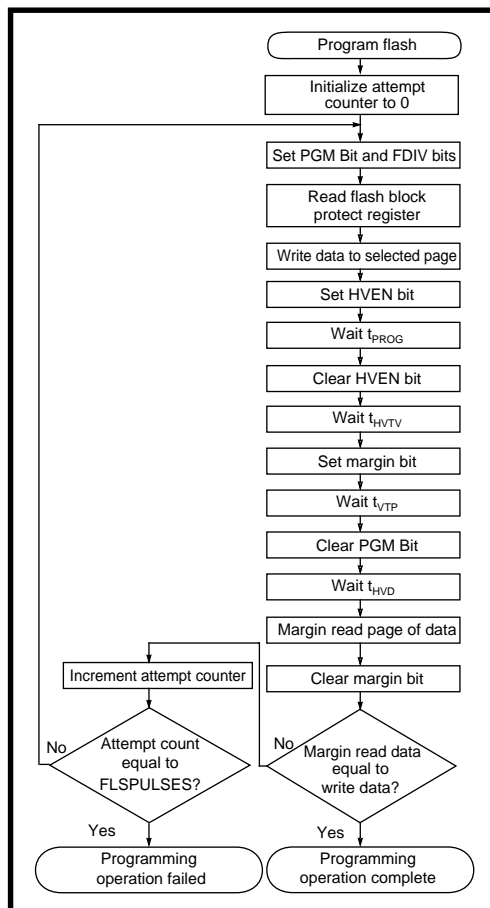 Program flash
Initialize attempt
counter to 0
Set PGM Bit and FDIV bits
Read flash block
protect register
Write data to selected page
Set HVEN bit
Wait tPROG
Clear HVEN bit
Wait tHVTV
Set margin bit
Wait tVTP
Clear PGM Bit
Wait tHVD
Margin read page of data
Increment attempt counter
Clear margin bit
No
Attempt count
equal to
FLSPULSES?
No
Margin read data
equal to
write data?
Yes
Yes
Programming
operation failed
Programming
operation complete